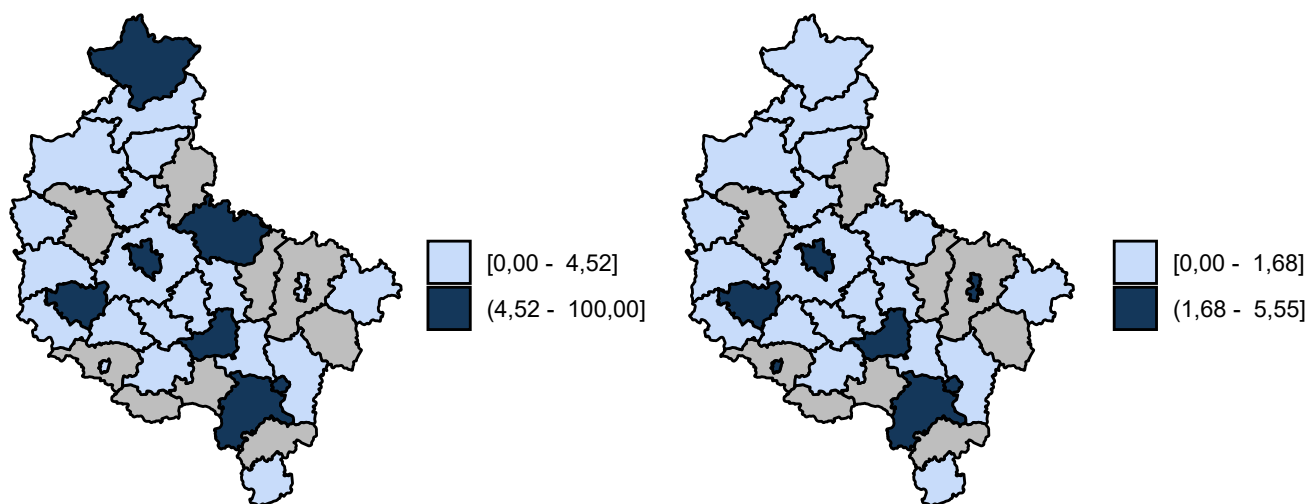 [0,00 - 4,52]
(4,52 - 100,00]
[0,00 - 1,68]
(1,68 - 5,55]